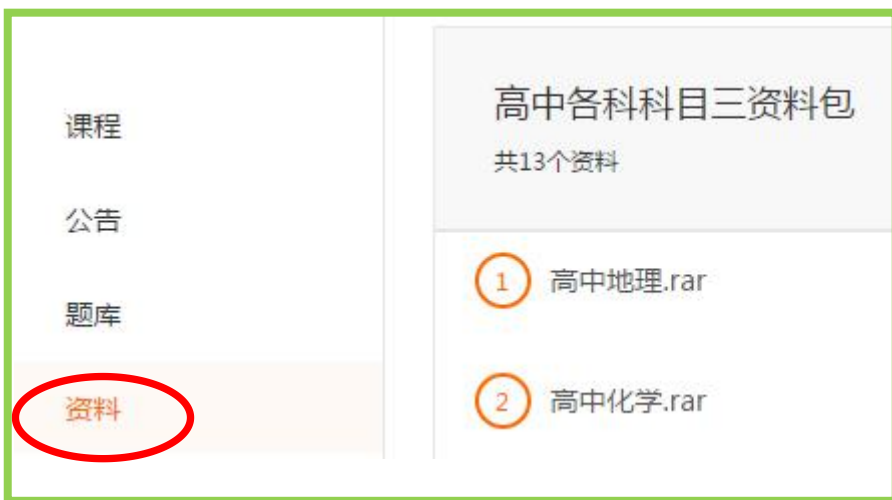 课程
公告
题库
资料
高中各科科目三资料包
共13个资料
1 高中地理.rar
2 高中化学.rar